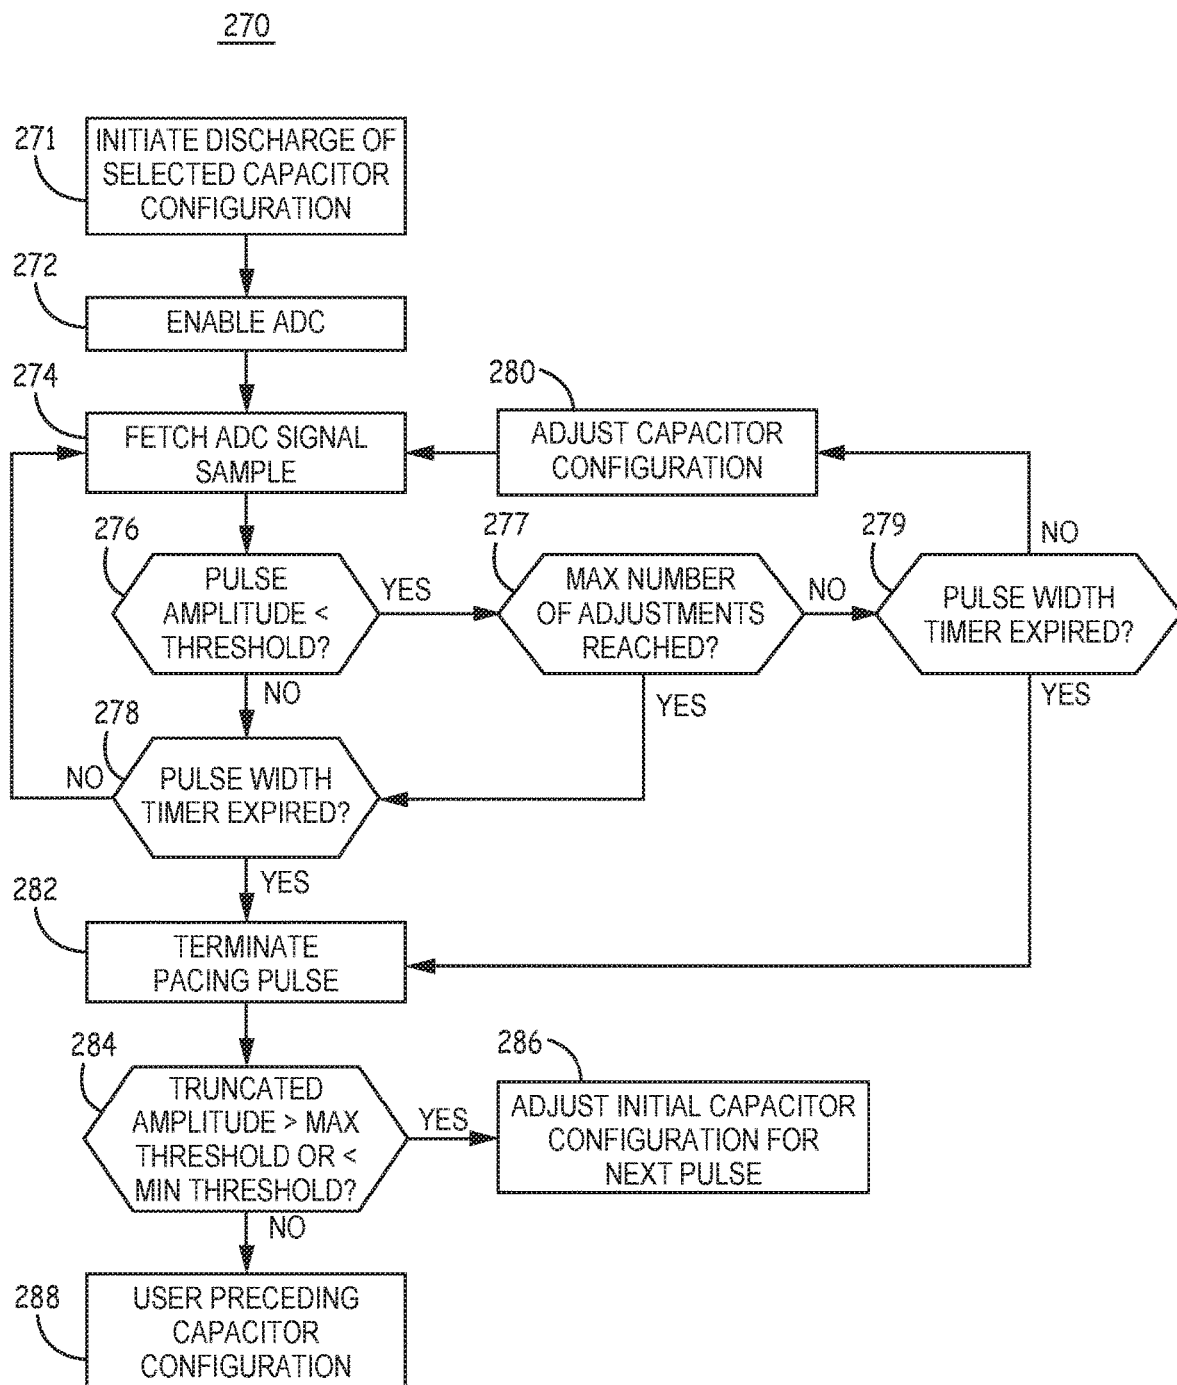 270
271
INITIATE DISCHARGE OF
SELECTED CAPACITOR
CONFIGURATION
272
ENABLE ADC
274
FETCH ADC SIGNAL
SAMPLE
280
ADJUST CAPACITOR
CONFIGURATION
276
PULSE
AMPLITUDE <
THRESHOLD?
YES
NO
277
MAX NUMBER
OF ADJUSTMENTS
REACHED?
NO
YES
279
PULSE WIDTH
TIMER EXPIRED?
NO
YES
278
PULSE WIDTH
TIMER EXPIRED?
NO
YES
282
TERMINATE
PACING PULSE
284
TRUNCATED
AMPLITUDE > MAX
THRESHOLD OR <
MIN THRESHOLD?
YES
NO
286
ADJUST INITIAL CAPACITOR
CONFIGURATION FOR
NEXT PULSE
288
USER PRECEDING
CAPACITOR
CONFIGURATION